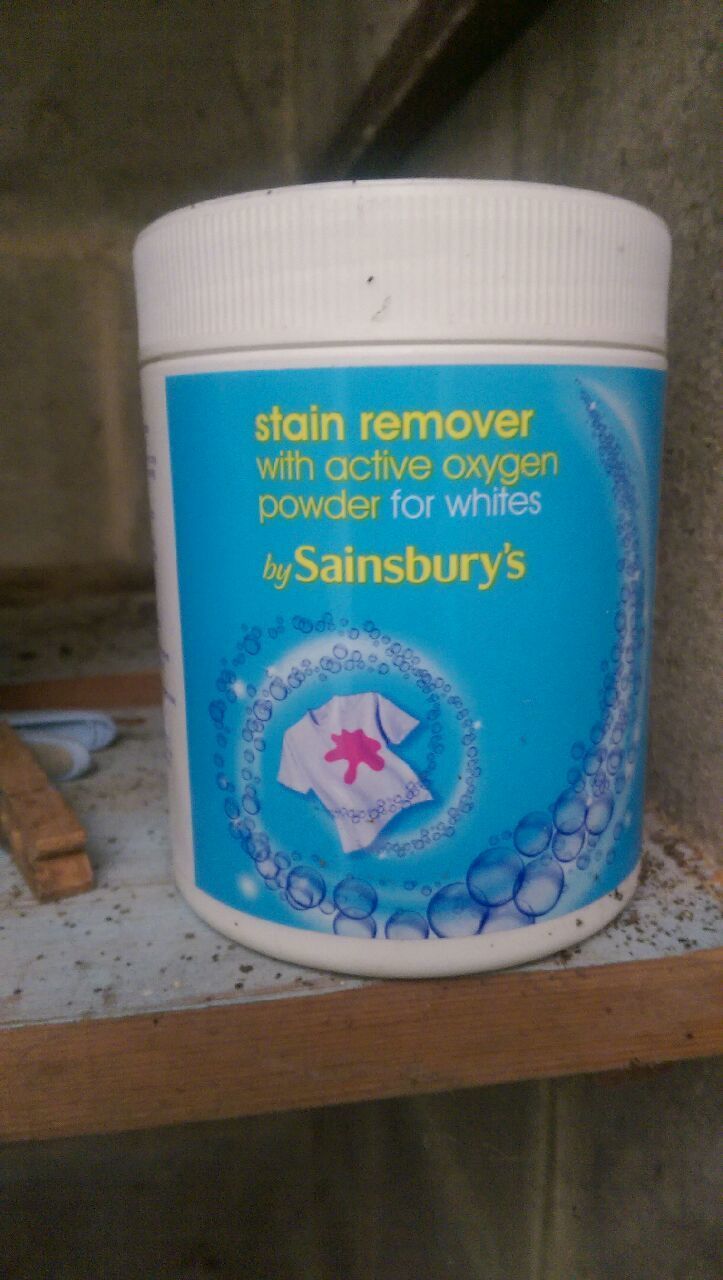 stain remover
with active oxygen
powder for whites
by Sainsbury's